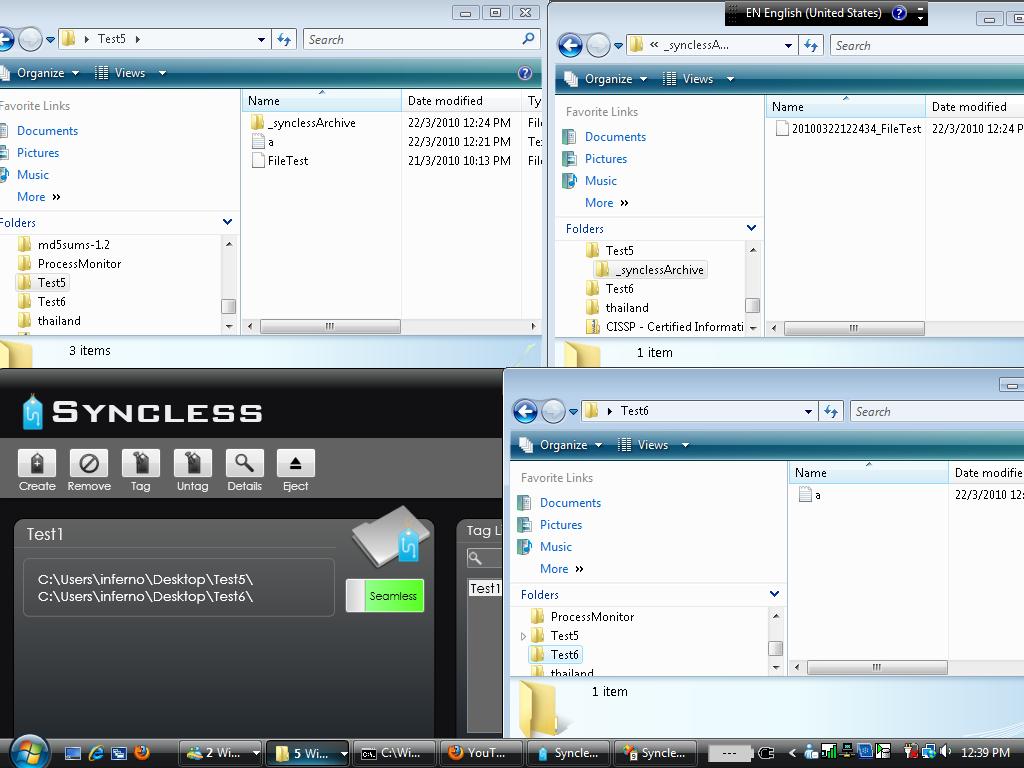 Test5
Search
Organize
Views
Favorite Links
Documents
Pictures
Music
More »
Folders
md5sums-1.2
ProcessMonitor
Test5
Test6
thailand
Name Date modified Ty
_synclessArchive 22/3/2010 12:24 PM File
a 22/3/2010 12:21 PM Te
FileTest 21/3/2010 10:13 PM File
3 items
EN English (United States)
« _synclessA...
Search
Organize
Views
Favorite Links
Documents
Pictures
Music
More »
Folders
Test5
_synclessArchive
Test6
thailand
CISSP - Certified Informati
Name Date modified
20100322122434_FileTest 22/3/2010 12:24 P
1 item
SYNCLESS
Create Remove Tag Untag Details Eject
Test1
C:\Users\inferno\Desktop\Test5\
C:\Users\inferno\Desktop\Test6\
Seamless
Tag Li
Test1
Test6
Search
Organize
Views
Favorite Links
Documents
Pictures
Music
More »
Folders
ProcessMonitor
Test5
Test6
thailand
Name Date modifie
a 22/3/2010 12:
1 item
2 Wi... 5 Wi... C:\Wi... YouT... Syncle... Syncle... --- 12:39 PM